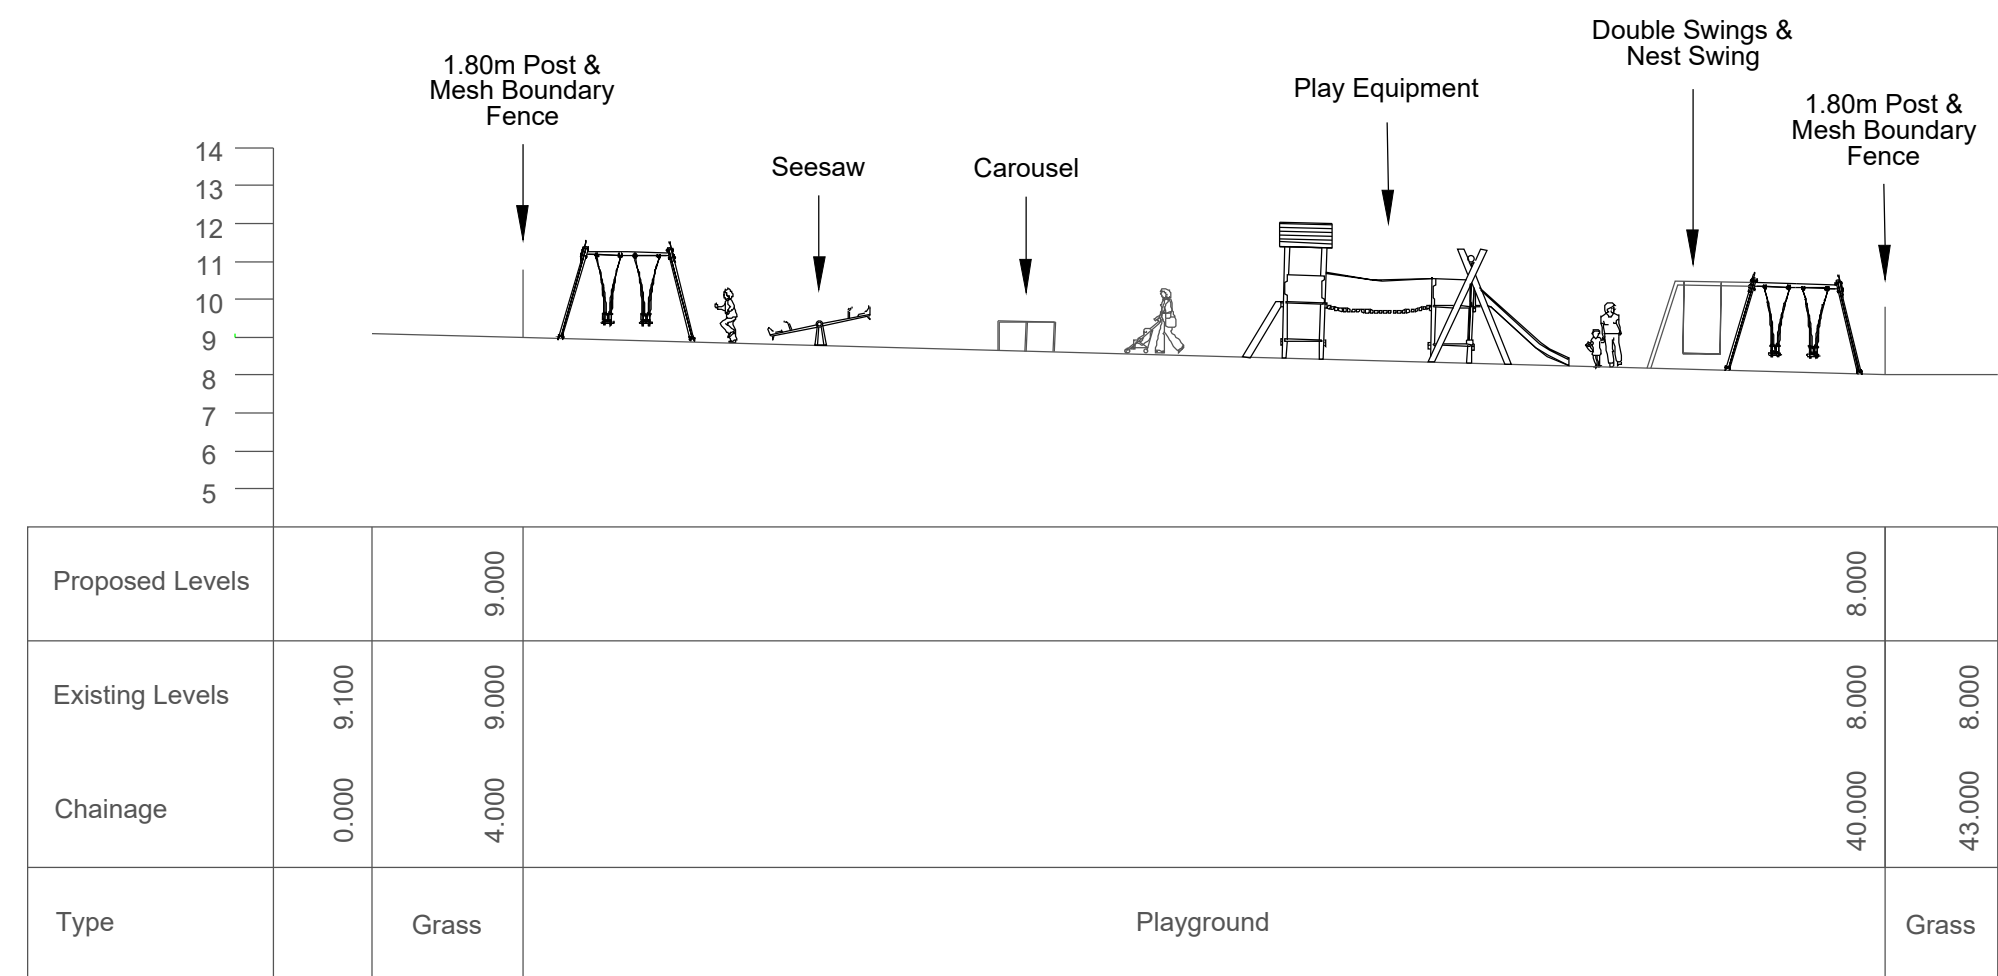 Double Swings &
Nest Swing
1.80m Post &
Mesh Boundary
Fence
Play Equipment
1.80m Post &
Mesh Boundary
Fence
Seesaw
Carousel
14
13
12
11
10
9
8
7
6
5
Proposed Levels
9.000
8.000
Existing Levels
9.100
9.000
8.000
8.000
Chainage
0.000
4.000
40.000
43.000
Type
Grass
Playground
Grass